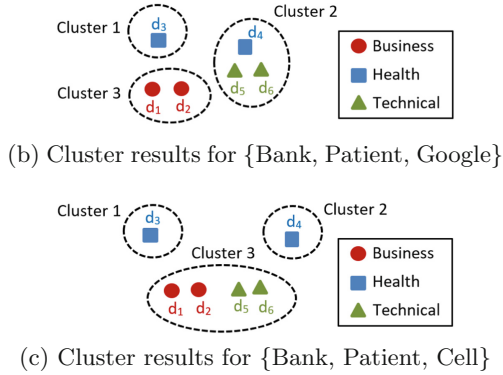 Cluster 1
d3
Cluster 2
d4
d5 d6
Cluster 3
d1 d2
Business
Health
Technical
(b) Cluster results for {Bank, Patient, Google}
Cluster 1
d3
Cluster 2
d4
Cluster 3
d1 d2 d5 d6
Business
Health
Technical
(c) Cluster results for {Bank, Patient, Cell}